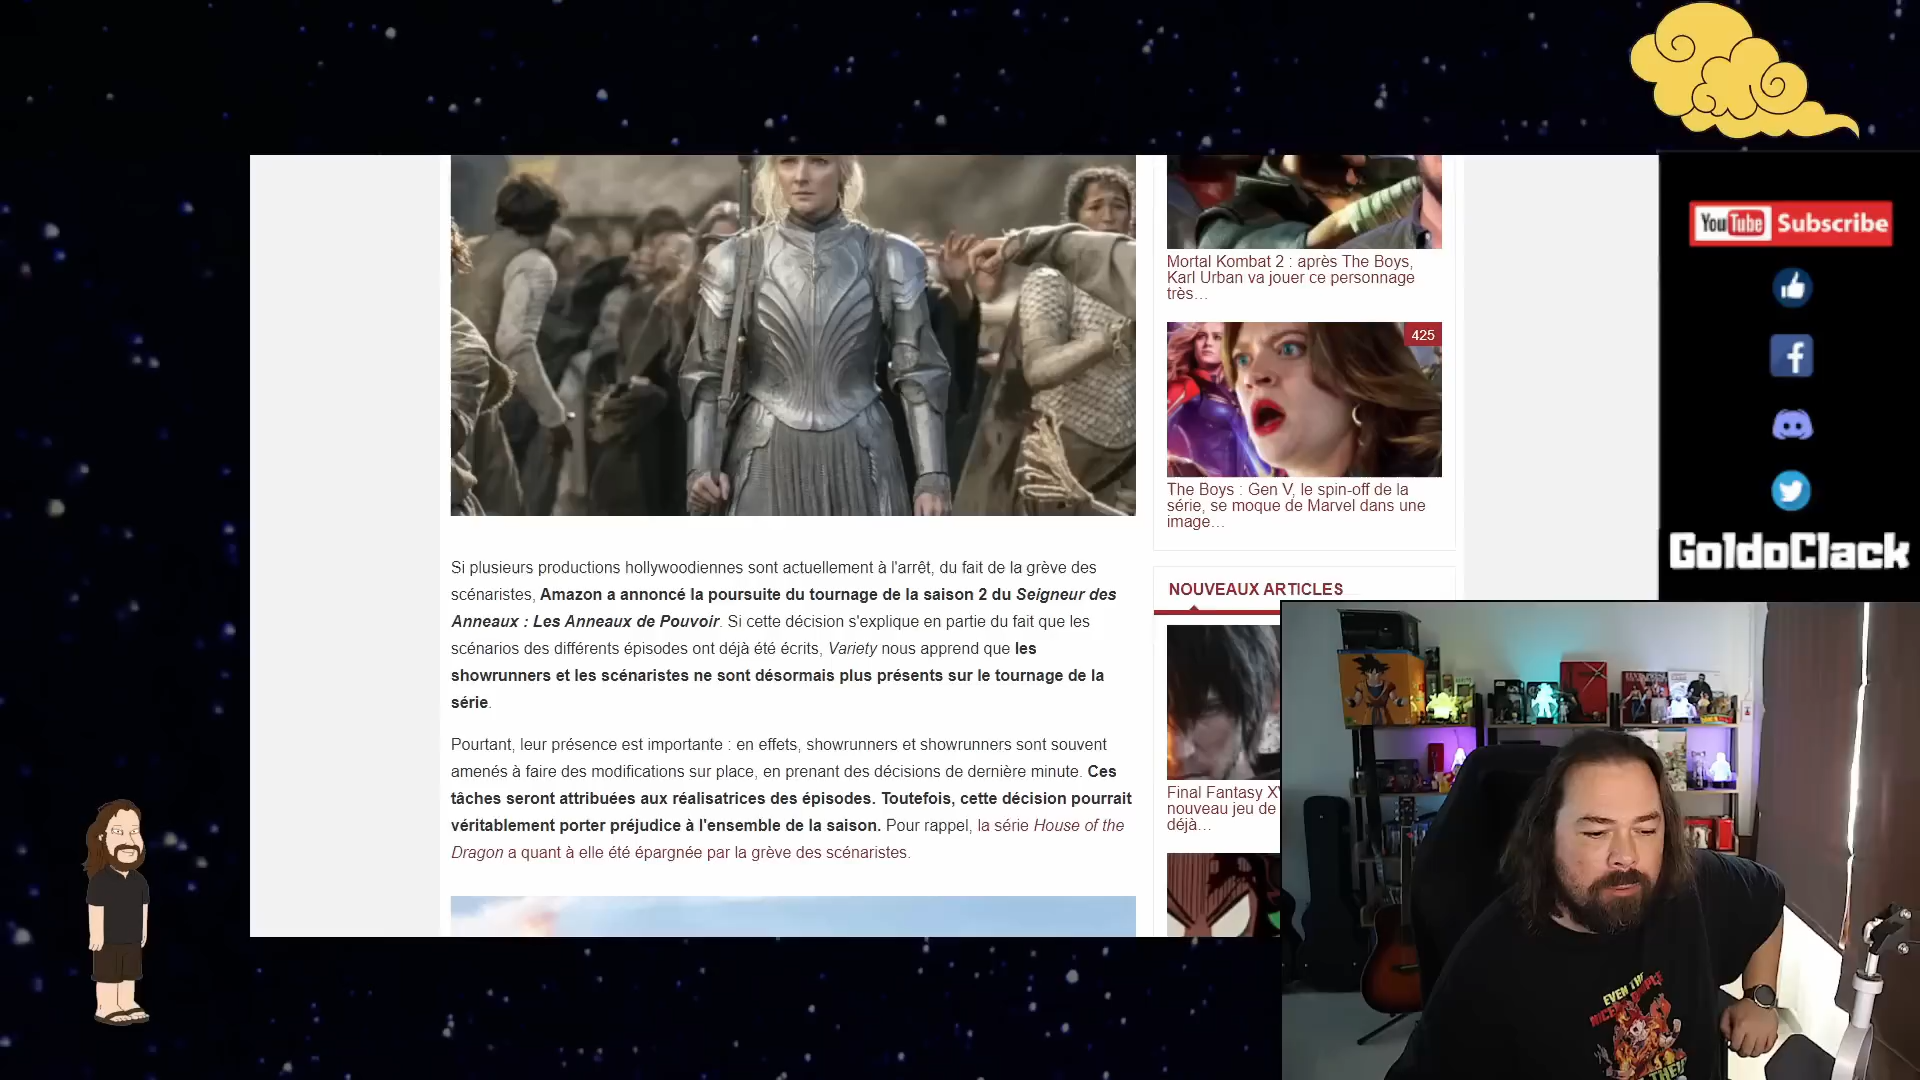 Mortal Kombat 2 : après The Boys,
Karl Urban va jouer ce personnage
très…
425
The Boys : Gen V, le spin-off de la
série, se moque de Marvel dans une
image…
Si plusieurs productions hollywoodiennes sont actuellement à l'arrêt, du fait de la grève des
scénaristes, Amazon a annoncé la poursuite du tournage de la saison 2 du Seigneur des
Anneaux : Les Anneaux de Pouvoir. Si cette décision s'explique en partie du fait que les
scénarios des différents épisodes ont déjà été écrits, Variety nous apprend que les
showrunners et les scénaristes ne sont désormais plus présents sur le tournage de la
série.
Pourtant, leur présence est importante : en effets, showrunners et showrunners sont souvent
amenés à faire des modifications sur place, en prenant des décisions de dernière minute. Ces
tâches seront attribuées aux réalisatrices des épisodes. Toutefois, cette décision pourrait
véritablement porter préjudice à l'ensemble de la saison. Pour rappel, la série House of the
Dragon a quant à elle été épargnée par la grève des scénaristes.
NOUVEAUX ARTICLES
Final Fantasy XV
nouveau jeu de
déjà…
YouTube Subscribe
GoldoClack
EVEN THE
NICEST PEOPLE
THEIR